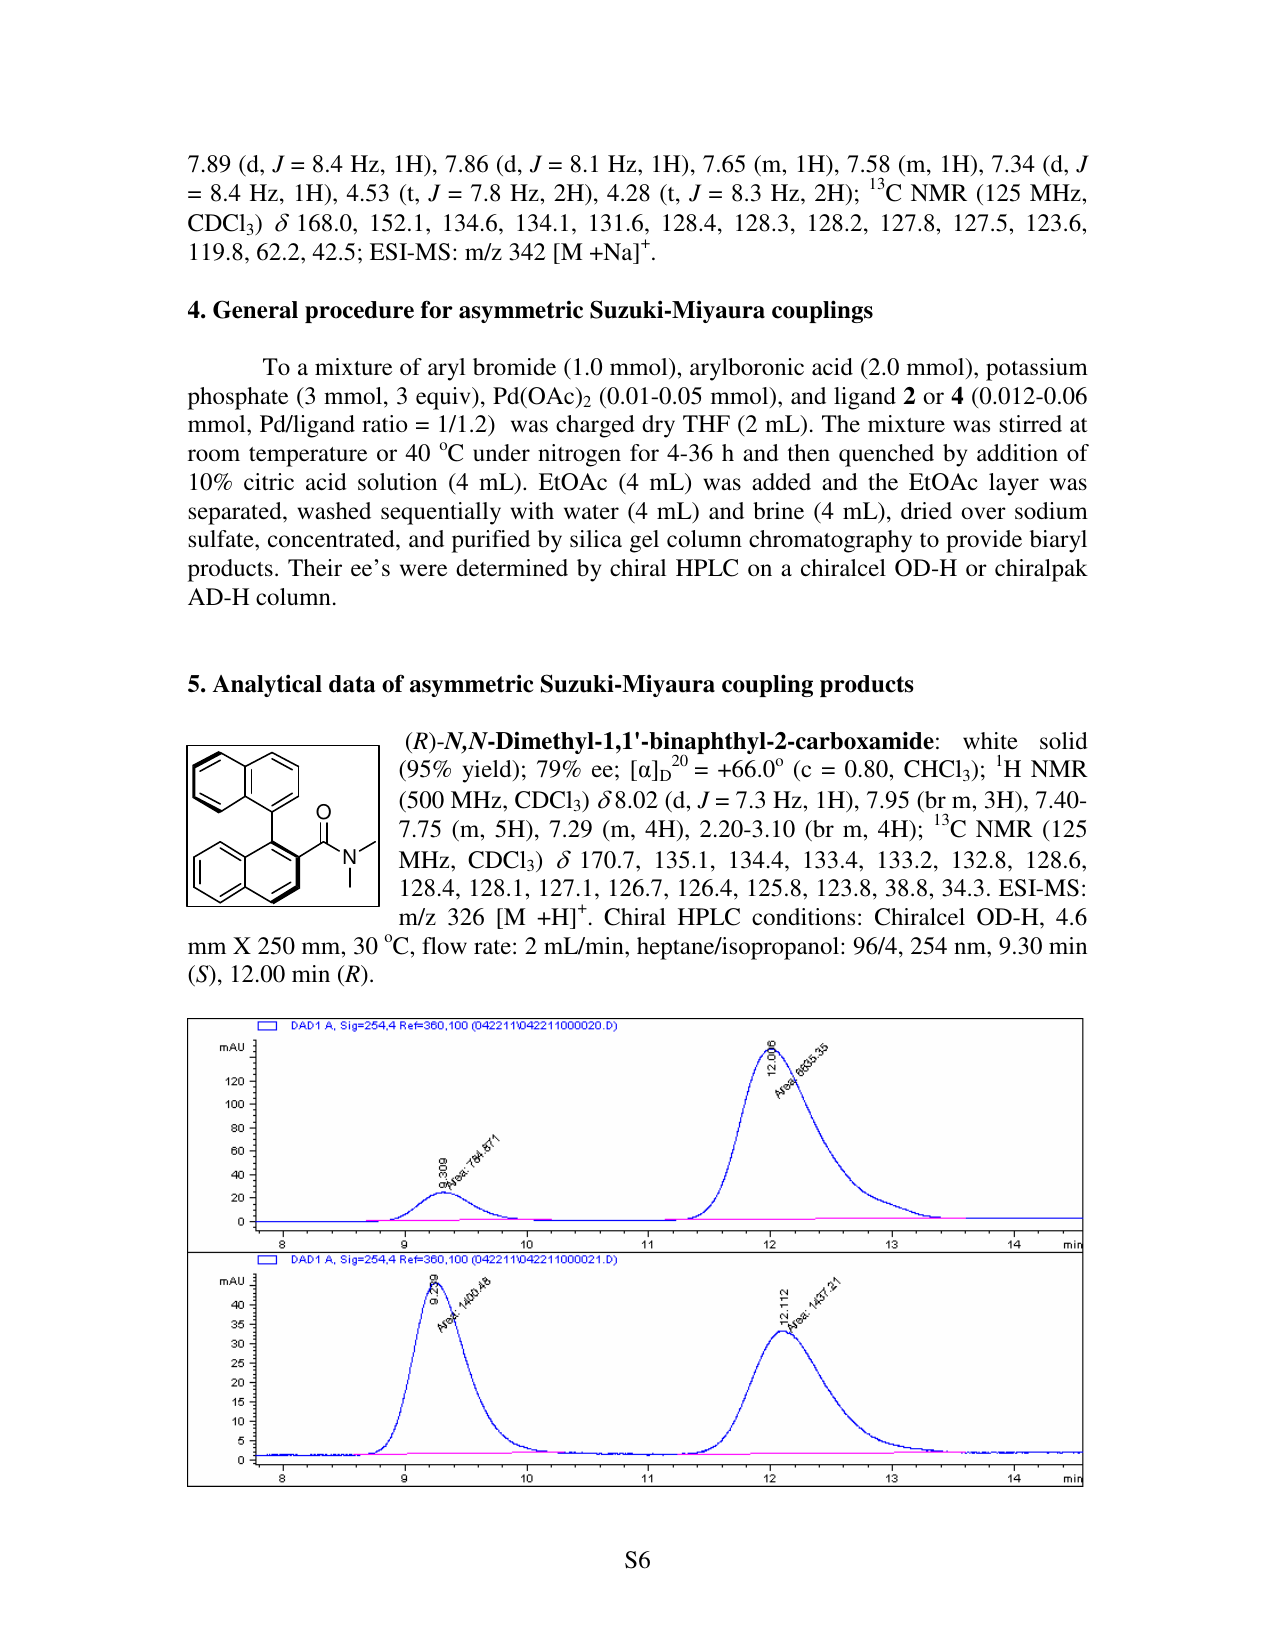 7.89 (d, J = 8.4 Hz, 1H), 7.86 (d, J = 8.1 Hz, 1H), 7.65 (m, 1H), 7.58 (m, 1H), 7.34 (d, J
= 8.4 Hz, 1H), 4.53 (t, J = 7.8 Hz, 2H), 4.28 (t, J = 8.3 Hz, 2H); ¹³C NMR (125 MHz,
CDCl₃) δ 168.0, 152.1, 134.6, 134.1, 131.6, 128.4, 128.3, 128.2, 127.8, 127.5, 123.6,
119.8, 62.2, 42.5; ESI-MS: m/z 342 [M +Na]⁺.
4. General procedure for asymmetric Suzuki-Miyaura couplings
To a mixture of aryl bromide (1.0 mmol), arylboronic acid (2.0 mmol), potassium
phosphate (3 mmol, 3 equiv), Pd(OAc)₂ (0.01-0.05 mmol), and ligand 2 or 4 (0.012-0.06
mmol, Pd/ligand ratio = 1/1.2) was charged dry THF (2 mL). The mixture was stirred at
room temperature or 40 ᵒC under nitrogen for 4-36 h and then quenched by addition of
10% citric acid solution (4 mL). EtOAc (4 mL) was added and the EtOAc layer was
separated, washed sequentially with water (4 mL) and brine (4 mL), dried over sodium
sulfate, concentrated, and purified by silica gel column chromatography to provide biaryl
products. Their ee's were determined by chiral HPLC on a chiralcel OD-H or chiralpak
AD-H column.
5. Analytical data of asymmetric Suzuki-Miyaura coupling products
(R)-N,N-Dimethyl-1,1'-binaphthyl-2-carboxamide: white solid
(95% yield); 79% ee; [α]D²⁰ = +66.0ᵒ (c = 0.80, CHCl₃); ¹H NMR
(500 MHz, CDCl₃) δ 8.02 (d, J = 7.3 Hz, 1H), 7.95 (br m, 3H), 7.40-
7.75 (m, 5H), 7.29 (m, 4H), 2.20-3.10 (br m, 4H); ¹³C NMR (125
MHz, CDCl₃) δ 170.7, 135.1, 134.4, 133.4, 133.2, 132.8, 128.6,
128.4, 128.1, 127.1, 126.7, 126.4, 125.8, 123.8, 38.8, 34.3. ESI-MS:
m/z 326 [M +H]⁺. Chiral HPLC conditions: Chiralcel OD-H, 4.6
mm X 250 mm, 30 ᵒC, flow rate: 2 mL/min, heptane/isopropanol: 96/4, 254 nm, 9.30 min
(S), 12.00 min (R).
O
N
DAD1 A, Sig=254,4 Ref=360,100 (042211\042211000020.D)
mAU
120
100
80
60
40
20
0
9.309
Area: 784.871
12.006
Area: 6635.35
8 9 10 11 12 13 14 min
DAD1 A, Sig=254,4 Ref=360,100 (042211\042211000021.D)
mAU
40
35
30
25
20
15
10
5
0
9.239
Area: 1400.48
12.112
Area: 1437.21
8 9 10 11 12 13 14 min
S6